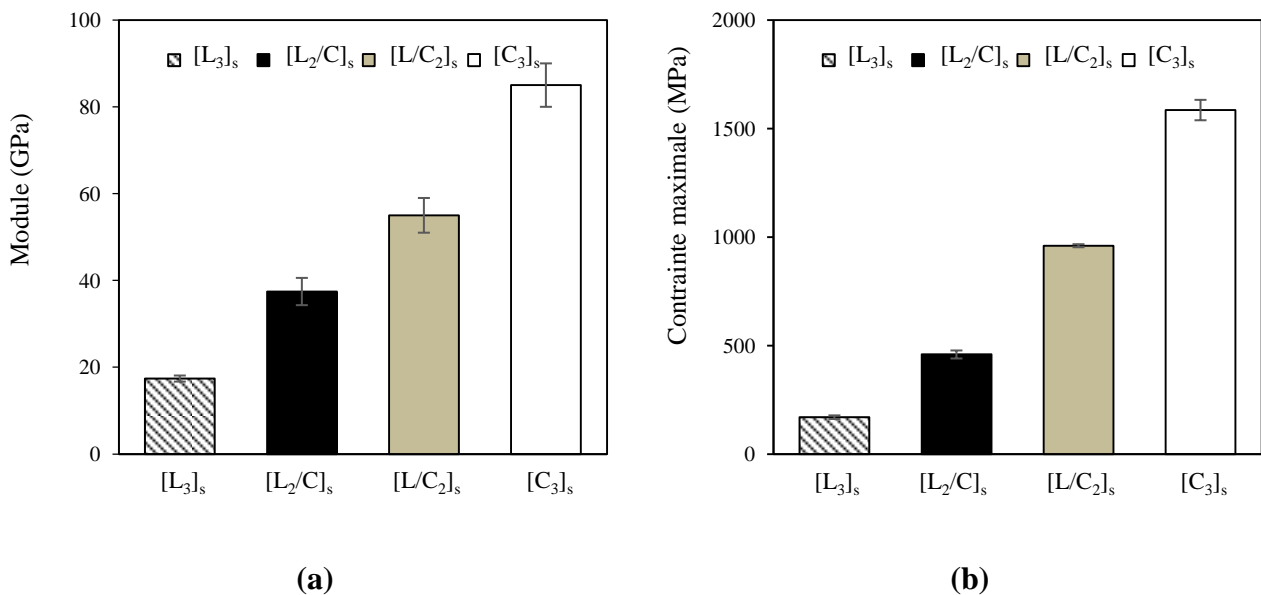 Module (GPa)
100
80
60
40
20
0
[L₃]ₛ [L₂/C]ₛ [L/C₂]ₛ [C₃]ₛ
[L₃]ₛ [L₂/C]ₛ [L/C₂]ₛ [C₃]ₛ
(a)
Contrainte maximale (MPa)
2000
1500
1000
500
0
[L₃]ₛ [L₂/C]ₛ [L/C₂]ₛ [C₃]ₛ
[L₃]ₛ [L₂/C]ₛ [L/C₂]ₛ [C₃]ₛ
(b)